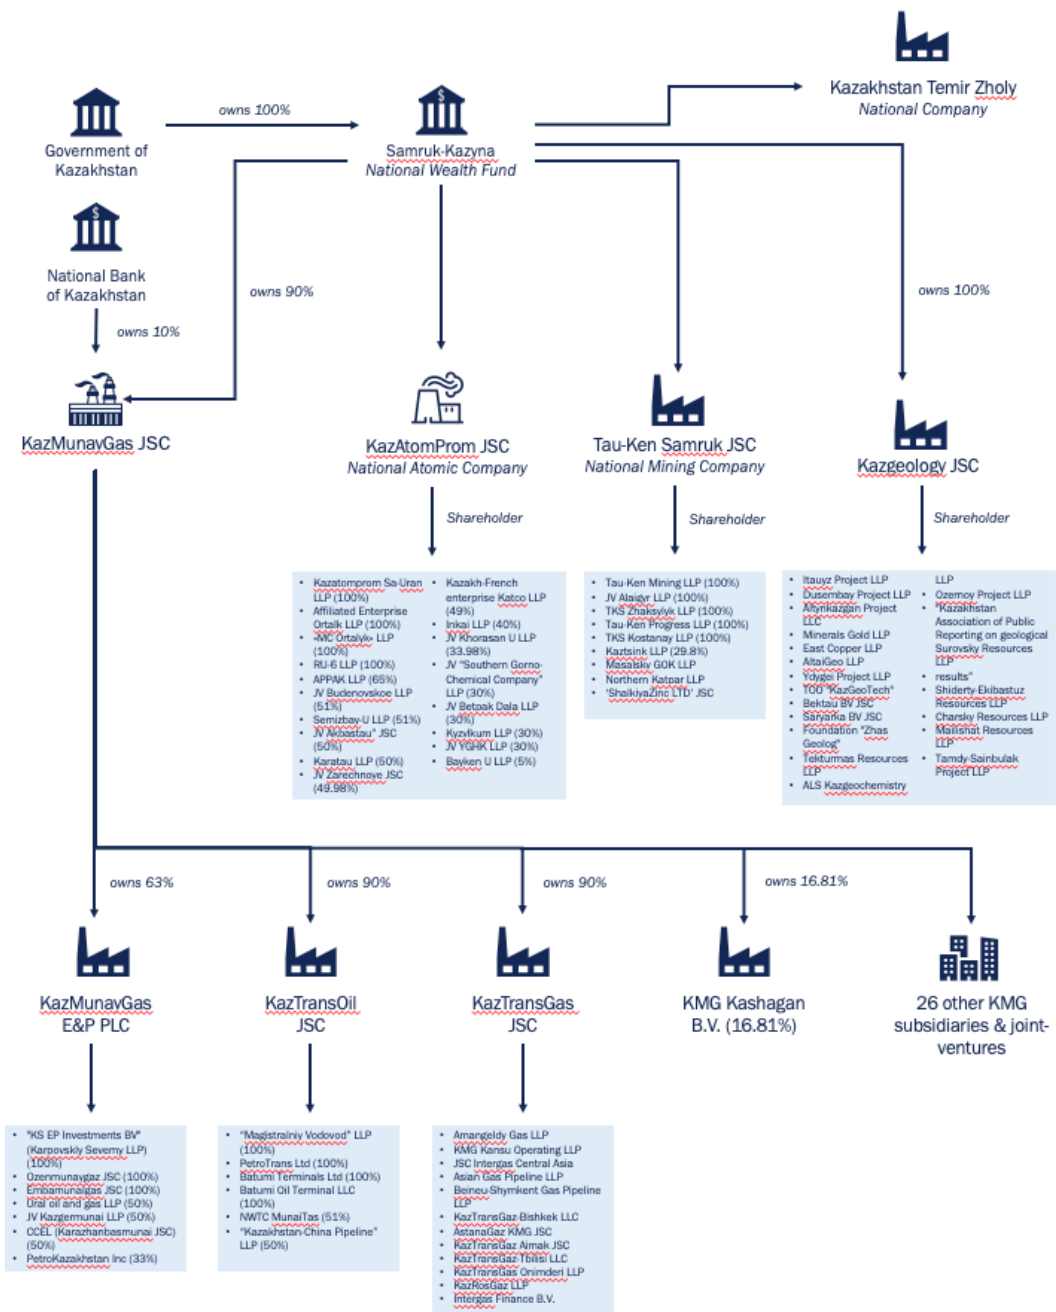 Kazakhstan Temir Zholy
National Company
owns 100%
Government of
Kazakhstan
Samruk-Kazyna
National Wealth Fund
National Bank
of Kazakhstan
owns 90%
owns 100%
owns 10%
KazMunayGas JSC
KazAtomProm JSC
National Atomic Company
Tau-Ken Samruk JSC
National Mining Company
Kazgeology JSC
Shareholder
Shareholder
Shareholder
• Kazatomprom Sa-Uran
LLP (100%)
• Affiliated Enterprise
Ortalk LLP (100%)
• «MC Ortalyk» LLP
(100%)
• RU-6 LLP (100%)
• APPAK LLP (65%)
• JV Budenovskoe LLP
(51%)
• Semizbay-U LLP (51%)
• JV Akbastau" JSC
(50%)
• Karatau LLP (50%)
• JV Zarechnoye JSC
(49.98%)
• Kazakh-French
enterprise Katco LLP
(49%)
• Inkai LLP (40%)
• JV Khorasan U LLP
(33.98%)
• JV "Southern Gorno-
Chemical Company"
LLP (30%)
• JV Betpak Dala LLP
(30%)
• Kyzylkum LLP (30%)
• JV YGHK LLP (30%)
• Bayken U LLP (5%)
• Tau-Ken Mining LLP (100%)
• JV Alaigyr LLP (100%)
• TKS Zhaksylyk LLP (100%)
• Tau-Ken Progress LLP (100%)
• TKS Kostanay LLP (100%)
• Kaztsink LLP (29.8%)
• Masalsky GOK LLP
• Northern Katpar LLP
• 'ShalkiyaZinc LTD' JSC
• Itauyz Project LLP
• Dusembay Project LLP
• Altynkazgan Project
LLC
• Minerals Gold LLP
• East Copper LLP
• AltaiGeo LLP
• Ydygei Project LLP
• TOO "KazGeoTech"
• Bektau BV JSC
• Saryarka BV JSC
• Foundation "Zhas
Geolog"
• Tekturmas Resources
LLP
• ALS Kazgeochemistry
LLP
• Ozernoy Project LLP
• "Kazakhstan
Association of Public
Reporting on geological
Surovsky Resources
LLP
• results"
• Shiderty-Ekibastuz
Resources LLP
• Charsky Resources LLP
• Mailishat Resources
LLP
• Tamdy-Sainbulak
Project LLP
owns 63%
owns 90%
owns 90%
owns 16.81%
KazMunayGas
E&P PLC
KazTransOil
JSC
KazTransGas
JSC
KMG Kashagan
B.V. (16.81%)
26 other KMG
subsidiaries & joint-
ventures
• "KS EP Investments BV"
(Karpovskiy Severny LLP)
(100%)
• Ozenmunaygaz JSC (100%)
• Embamunaigas JSC (100%)
• Ural oil and gas LLP (50%)
• JV Kazgermunai LLP (50%)
• CCEL (Karazhanbasmunai JSC)
(50%)
• PetroKazakhstan Inc (33%)
• "Magistralniy Vodovod" LLP
(100%)
• PetroTrans Ltd (100%)
• Batumi Terminals Ltd (100%)
• Batumi Oil Terminal LLC
(100%)
• NWTC MunaiTas (51%)
• "Kazakhstan-China Pipeline"
LLP (50%)
• Amangeldy Gas LLP
• KMG Kansu Operating LLP
• JSC Intergas Central Asia
• Asian Gas Pipeline LLP
• Beineu-Shymkent Gas Pipeline
LLP
• KazTransGaz-Bishkek LLC
• AstanaGaz KMG JSC
• KazTransGaz Aimak JSC
• KazTransGaz-Tbilisi LLC
• KazTransGas Onimderi LLP
• KazRosGaz LLP
• Intergas Finance B.V.